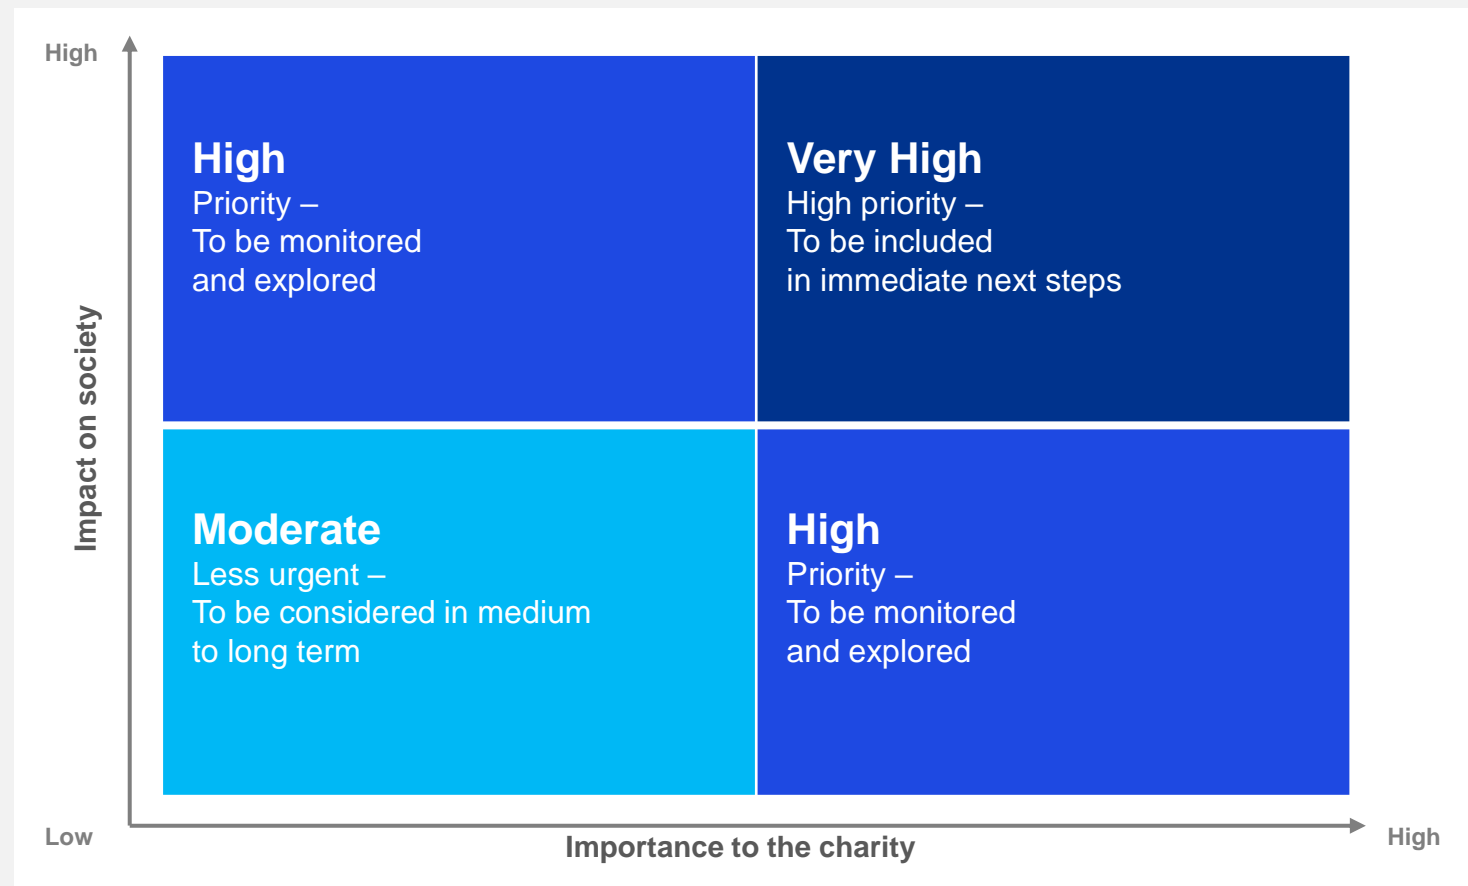 High
High
Priority –
To be monitored
and explored
Very High
High priority –
To be included
in immediate next steps
Impact on society
Moderate
Less urgent –
To be considered in medium
to long term
High
Priority –
To be monitored
and explored
Low
Importance to the charity
High